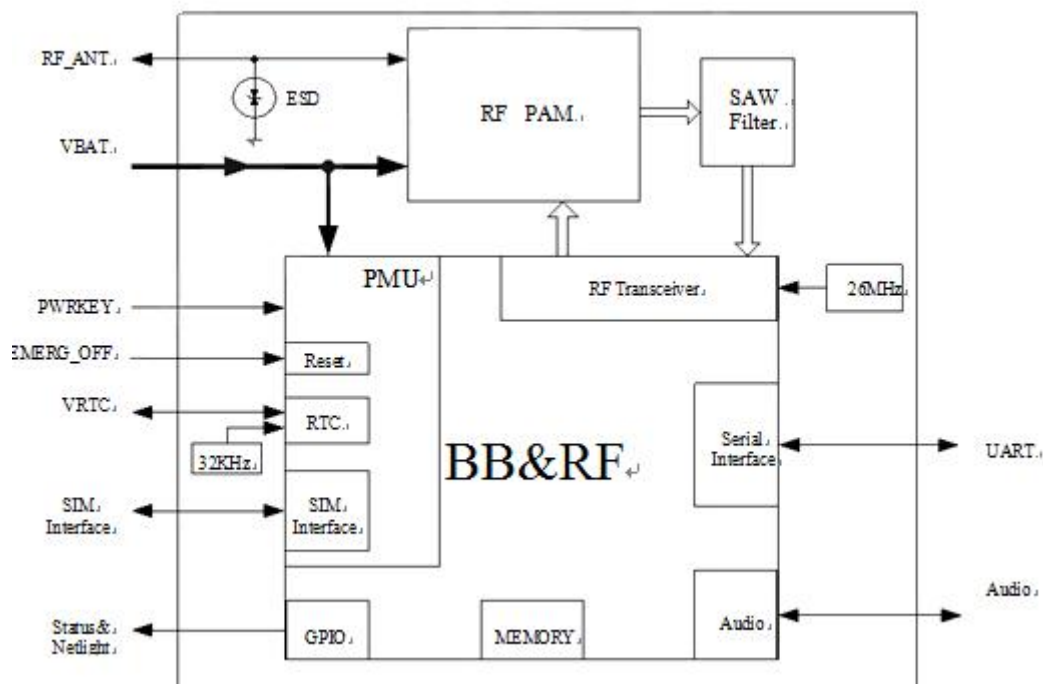 RF_ANT
ESD
RF PAM
SAW
Filter
VBAT
PMU
RF Transceiver
26MHz
PWRKEY
EMERG_OFF
Reset
VRTC
RTC
32KHz
BB&RF
Serial
Interface
UART
SIM
Interface
SIM
Interface
Status&
Netlight
GPIO
MEMORY
Audio
Audio